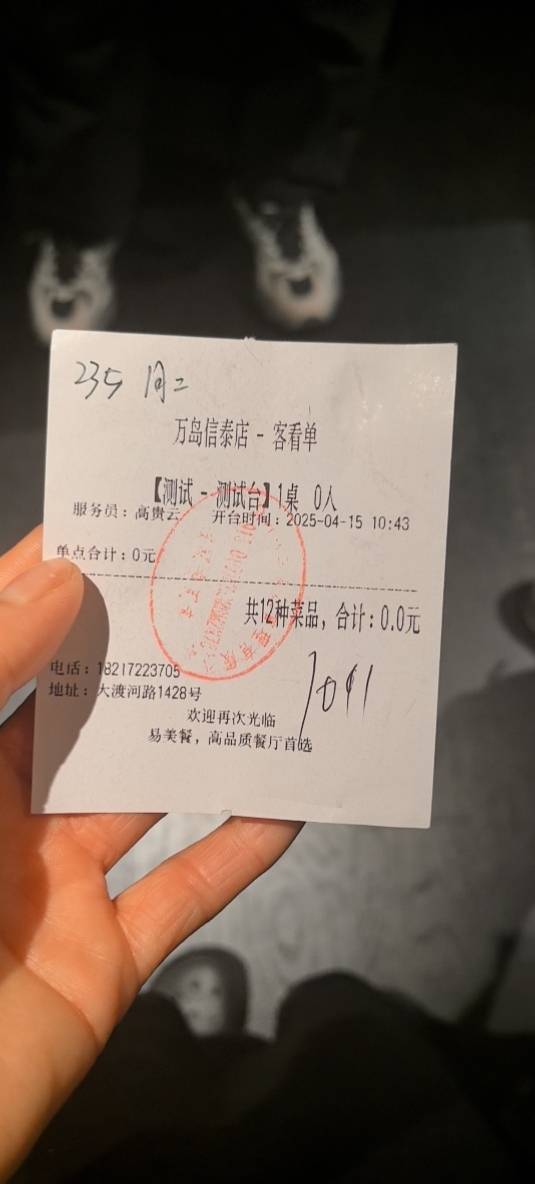 235 周二
万岛信泰店 - 客看单
【测试 - 测试台】1桌 0人
服务员：高贵云 开台时间：2025-04-15 10:43
单点合计：0元
共12种菜品，合计：0.0元
电话：18217223705
地址：大渡河路1428号
欢迎再次光临
易美餐，高品质餐厅首选